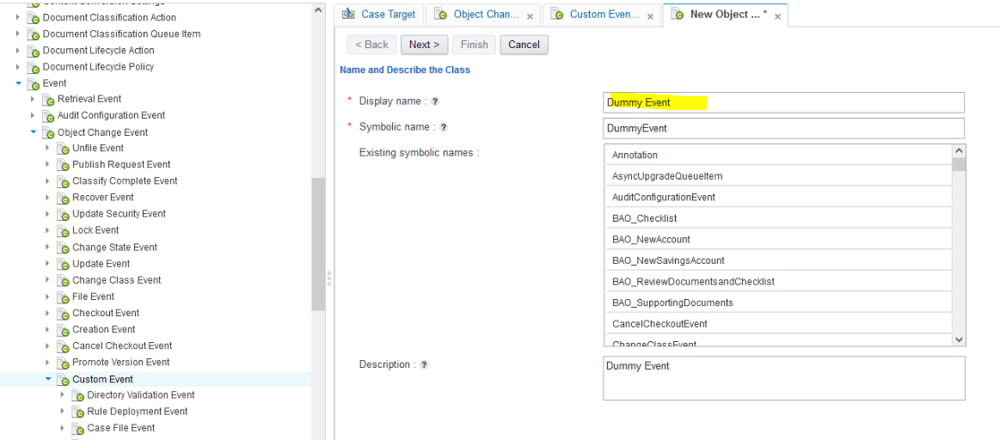 Document Classification Action
Document Classification Queue Item
Document Lifecycle Action
Document Lifecycle Policy
Event
Retrieval Event
Audit Configuration Event
Object Change Event
Unfile Event
Publish Request Event
Classify Complete Event
Recover Event
Update Security Event
Lock Event
Change State Event
Update Event
Change Class Event
File Event
Checkout Event
Creation Event
Cancel Checkout Event
Promote Version Event
Custom Event
Directory Validation Event
Rule Deployment Event
Case File Event
Case Target
Object Chan... x
Custom Even... x
New Object ... * x
< Back Next > Finish Cancel
Name and Describe the Class
* Display name : ? Dummy Event
* Symbolic name : ? DummyEvent
Existing symbolic names :
Annotation
AsyncUpgradeQueueItem
AuditConfigurationEvent
BAO_Checklist
BAO_NewAccount
BAO_NewSavingsAccount
BAO_ReviewDocumentsandChecklist
BAO_SupportingDocuments
CancelCheckoutEvent
ChangeClassEvent
Description : ? Dummy Event